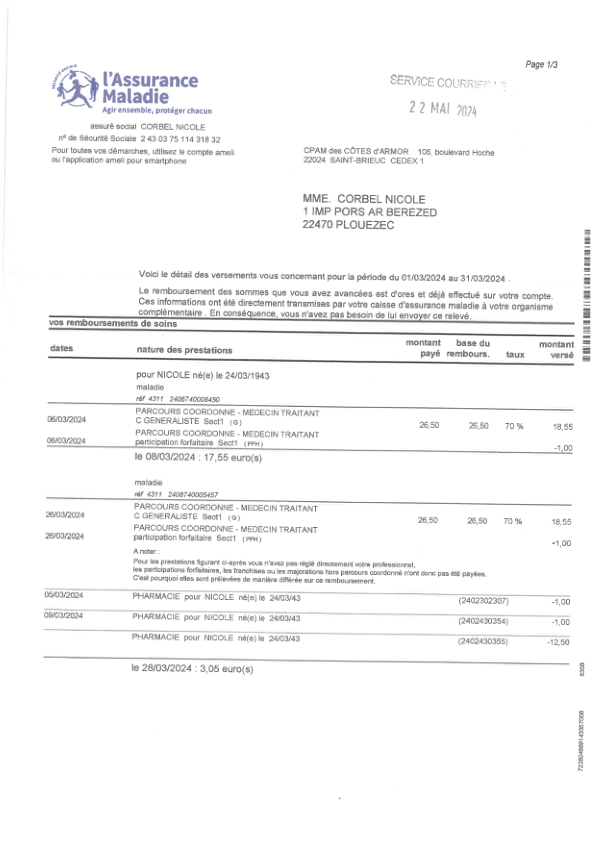 Page 1/3
SÉCURITÉ SOCIALE
l'Assurance
Maladie
Agir ensemble, protéger chacun
SERVICE COURRIER
22 MAI 2024
assuré social CORBEL NICOLE
n° de Sécurité Sociale 2 43 03 75 114 318 32
Pour toutes vos démarches, utilisez le compte ameli
ou l'application ameli pour smartphone
CPAM des CÔTES d'ARMOR 106, boulevard Hoche
22024 SAINT-BRIEUC CEDEX 1
MME. CORBEL NICOLE
1 IMP PORS AR BEREZED
22470 PLOUEZEC
Voici le détail des versements vous concernant pour la période du 01/03/2024 au 31/03/2024 .
Le remboursement des sommes que vous avez avancées est d'ores et déjà effectué sur votre compte.
Ces informations ont été directement transmises par votre caisse d'assurance maladie à votre organisme
complémentaire . En conséquence, vous n'avez pas besoin de lui envoyer ce relevé.
vos remboursements de soins
dates nature des prestations montant payé base du rembours. taux montant versé
pour NICOLE né(e) le 24/03/1943
maladie
réf 4311 2406740008450
06/03/2024 PARCOURS COORDONNE - MEDECIN TRAITANT
C GENERALISTE Sect1 (G) 26,50 26,50 70 % 18,55
06/03/2024 PARCOURS COORDONNE - MEDECIN TRAITANT
participation forfaitaire Sect1 (PFH) -1,00
le 08/03/2024 : 17,55 euro(s)
maladie
réf 4311 2408740005457
26/03/2024 PARCOURS COORDONNE - MEDECIN TRAITANT
C GENERALISTE Sect1 (G) 26,50 26,50 70 % 18,55
26/03/2024 PARCOURS COORDONNE - MEDECIN TRAITANT
participation forfaitaire Sect1 (PFH) -1,00
A noter :
Pour les prestations figurant ci-après vous n'avez pas réglé directement votre professionnel,
les participations forfaitaires, les franchises ou les majorations hors parcours coordonné n'ont donc pas été payées.
C'est pourquoi elles sont prélevées de manière différée sur ce remboursement.
05/03/2024 PHARMACIE pour NICOLE né(e) le 24/03/43 (2402302307) -1,00
09/03/2024 PHARMACIE pour NICOLE né(e) le 24/03/43 (2402430354) -1,00
PHARMACIE pour NICOLE né(e) le 24/03/43 (2402430355) -12,50
le 28/03/2024 : 3,05 euro(s)
6358